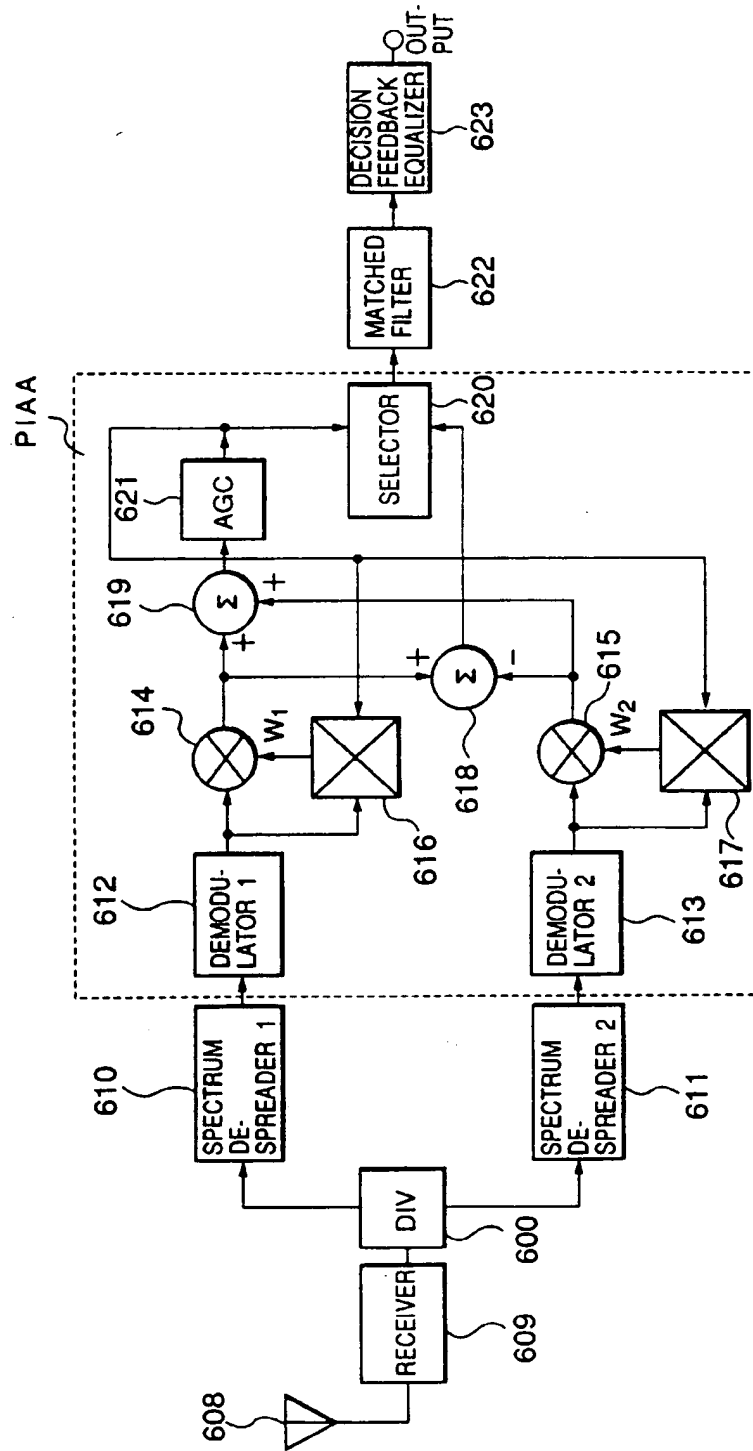 608
RECEIVER
609
DIV
600
SPECTRUM
DE-
SPREADER 1
610
SPECTRUM
DE-
SPREADER 2
611
PIAA
DEMODU-
LATOR 1
612
DEMODU-
LATOR 2
613
614
W1
616
615
W2
617
+
-
Σ
618
+
+
Σ
619
AGC
621
SELECTOR
620
MATCHED
FILTER
622
DECISION
FEEDBACK
EQUALIZER
623
OUT-
PUT